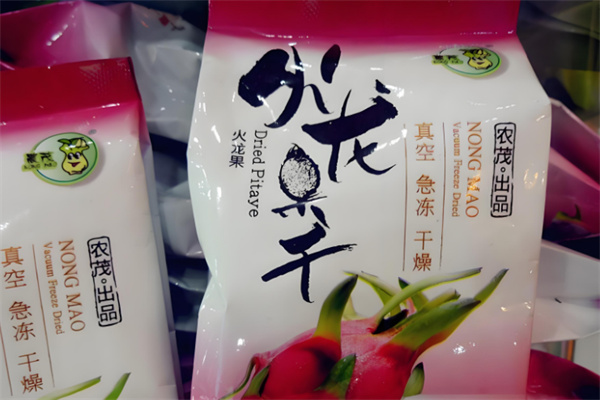 火龙果干
Dried Pitaye
火龙果
农茂·出品
NONG MAO
Vacuum Freeze Dried
真空 急冻 干燥
农茂·出品
NONG MAO
Vacuum Freeze Dried
真空 急冻 干燥